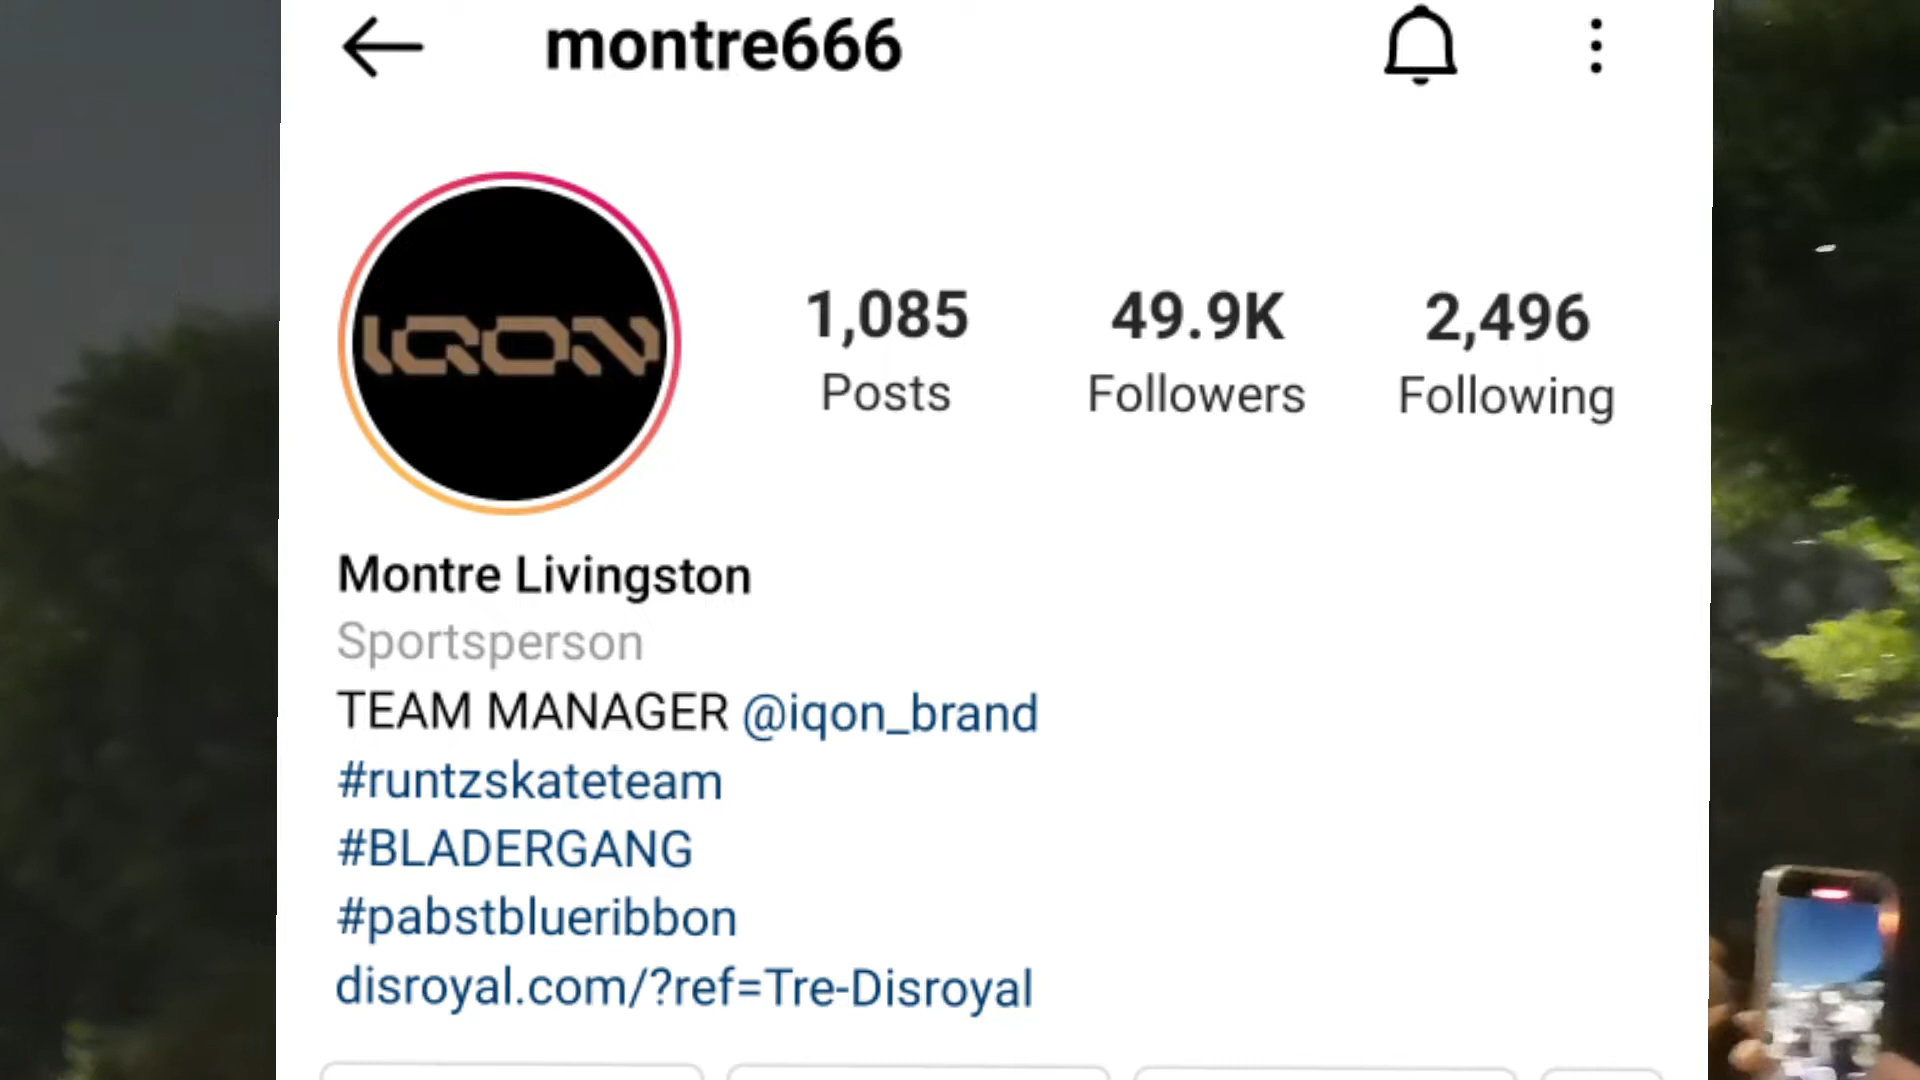 montre666
IQON
1,085 49.9K 2,496
Posts Followers Following
Montre Livingston
Sportsperson
TEAM MANAGER @iqon_brand
#runtzskateteam
#BLADERGANG
#pabstblueribbon
disroyal.com/?ref=Tre-Disroyal